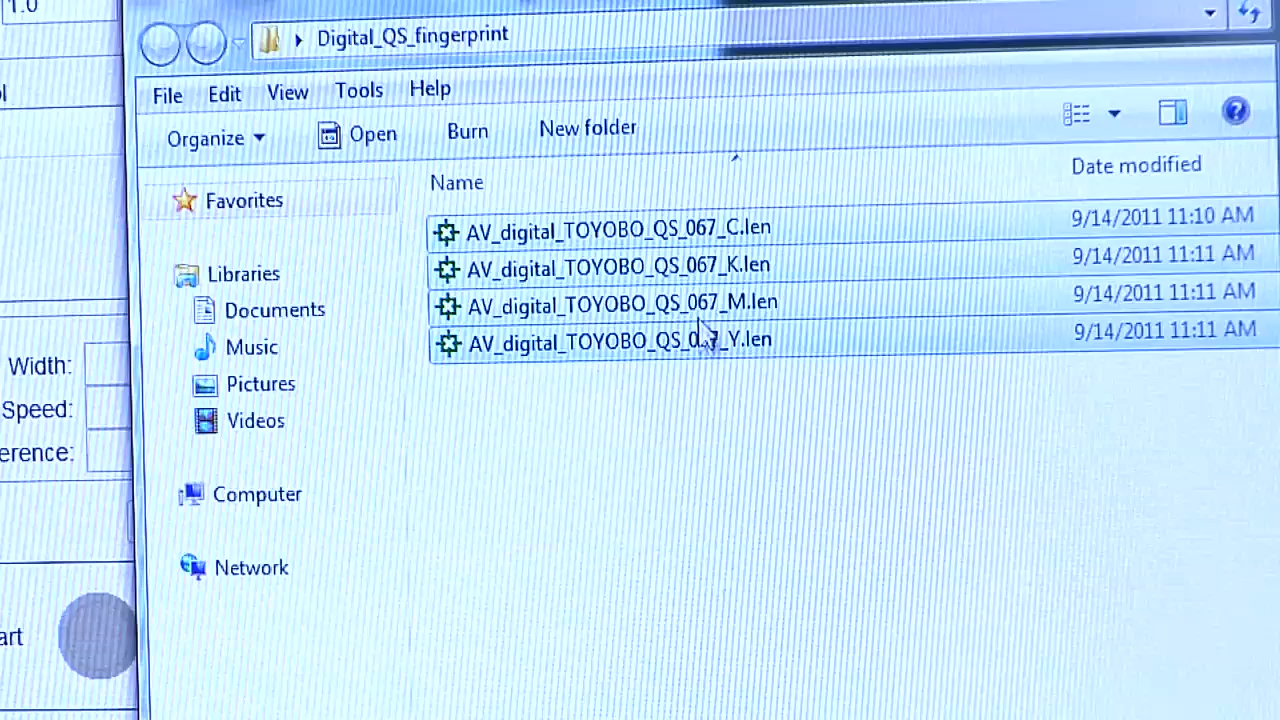 1.0
Digital_QS_fingerprint
File Edit View Tools Help
Organize Open Burn New folder
Name Date modified
Favorites
Libraries
Documents
Music
Pictures
Videos
Computer
Network
AV_digital_TOYOBO_QS_067_C.len 9/14/2011 11:10 AM
AV_digital_TOYOBO_QS_067_K.len 9/14/2011 11:11 AM
AV_digital_TOYOBO_QS_067_M.len 9/14/2011 11:11 AM
AV_digital_TOYOBO_QS_067_Y.len 9/14/2011 11:11 AM
Width:
Speed:
erence:
art